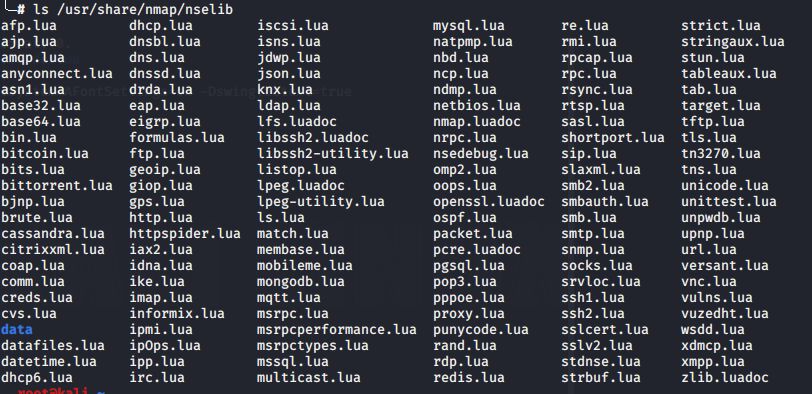 # ls /usr/share/nmap/nselib
afp.lua dhcp.lua iscsi.lua mysql.lua re.lua strict.lua
ajp.lua dnsbl.lua isns.lua natpmp.lua rmi.lua stringaux.lua
amqp.lua dns.lua jdwp.lua nbd.lua rpcap.lua stun.lua
anyconnect.lua dnssd.lua json.lua ncp.lua rpc.lua tableaux.lua
asn1.lua drda.lua knx.lua ndmp.lua rsync.lua tab.lua
base32.lua eap.lua ldap.lua netbios.lua rtsp.lua target.lua
base64.lua eigrp.lua lfs.luadoc nmap.luadoc sasl.lua tftp.lua
bin.lua formulas.lua libssh2.luadoc nrpc.lua shortport.lua tls.lua
bitcoin.lua ftp.lua libssh2-utility.lua nsedebug.lua sip.lua tn3270.lua
bits.lua geoip.lua listop.lua omp2.lua slaxml.lua tns.lua
bittorrent.lua giop.lua lpeg.luadoc oops.lua smb2.lua unicode.lua
bjnp.lua gps.lua lpeg-utility.lua openssl.luadoc smbauth.lua unittest.lua
brute.lua http.lua ls.lua ospf.lua smb.lua unpwdb.lua
cassandra.lua httpspider.lua match.lua packet.lua smtp.lua upnp.lua
citrixxml.lua iax2.lua membase.lua pcre.luadoc snmp.lua url.lua
coap.lua idna.lua mobileme.lua pgsql.lua socks.lua versant.lua
comm.lua ike.lua mongodb.lua pop3.lua srvloc.lua vnc.lua
creds.lua imap.lua mqtt.lua pppoe.lua ssh1.lua vulns.lua
cvs.lua informix.lua msrpc.lua proxy.lua ssh2.lua vuzedht.lua
data ipmi.lua msrpcperformance.lua punycode.lua sslcert.lua wsdd.lua
datafiles.lua ipOps.lua msrpctypes.lua rand.lua sslv2.lua xdmcp.lua
datetime.lua ipp.lua mssql.lua rdp.lua stdnse.lua xmpp.lua
dhcp6.lua irc.lua multicast.lua redis.lua strbuf.lua zlib.luadoc
root@kali ~